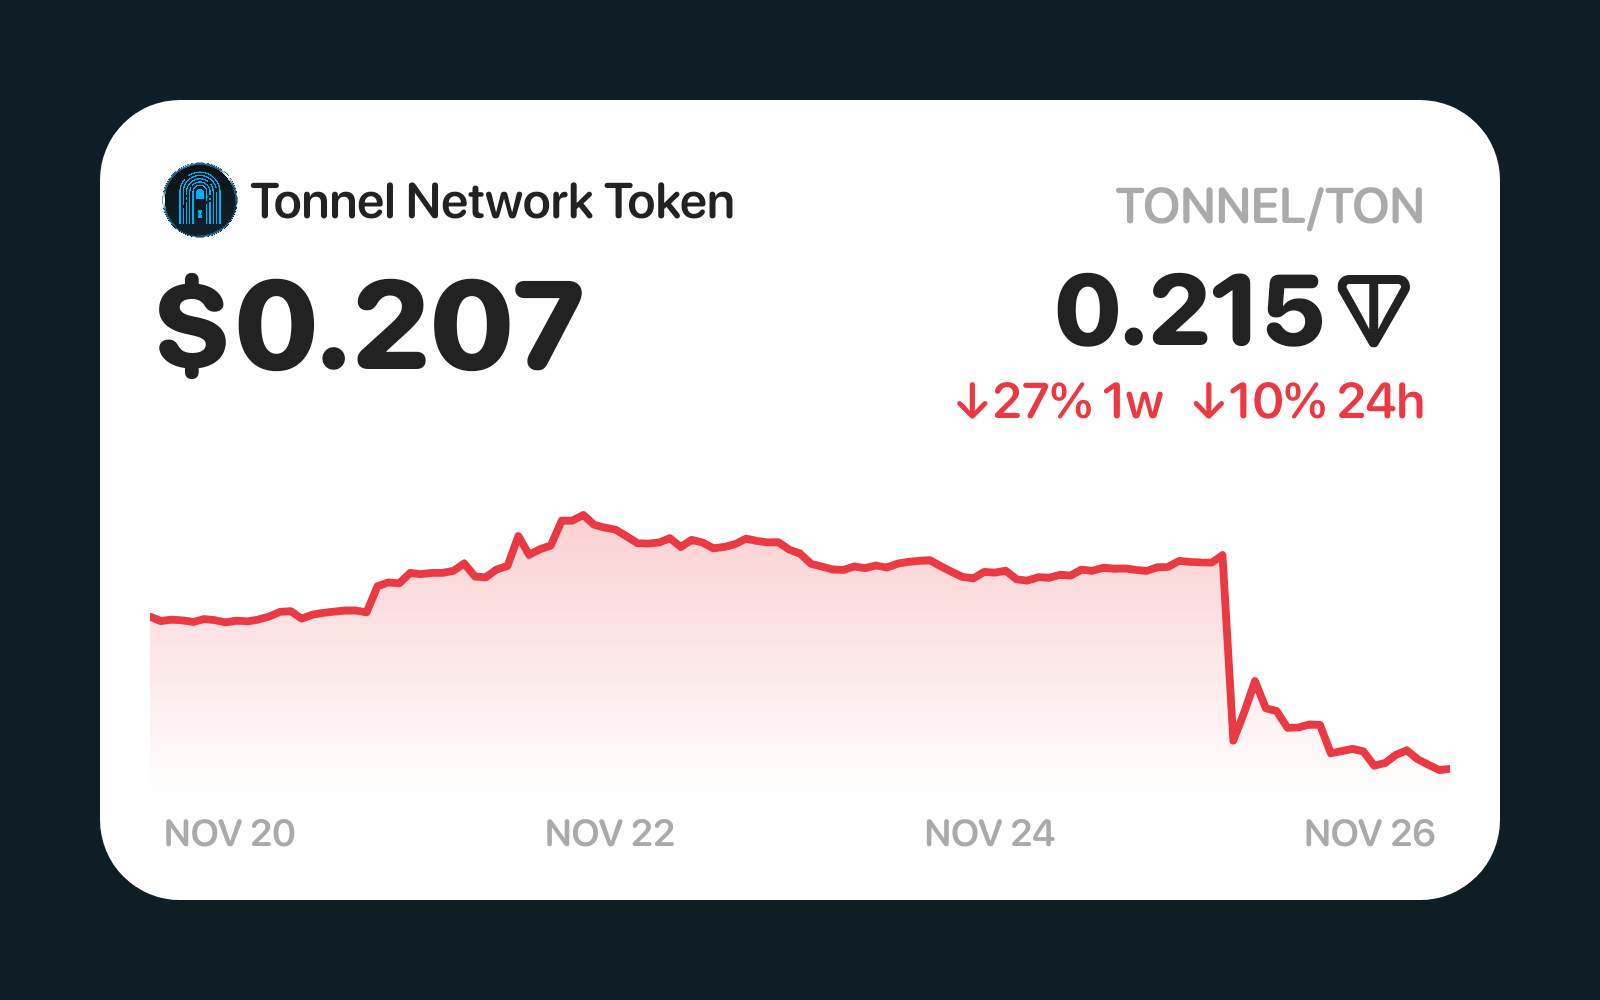 Tonnel Network Token
TONNEL/TON
$0.207
0.215
↓27% 1w ↓10% 24h
NOV 20 NOV 22 NOV 24 NOV 26